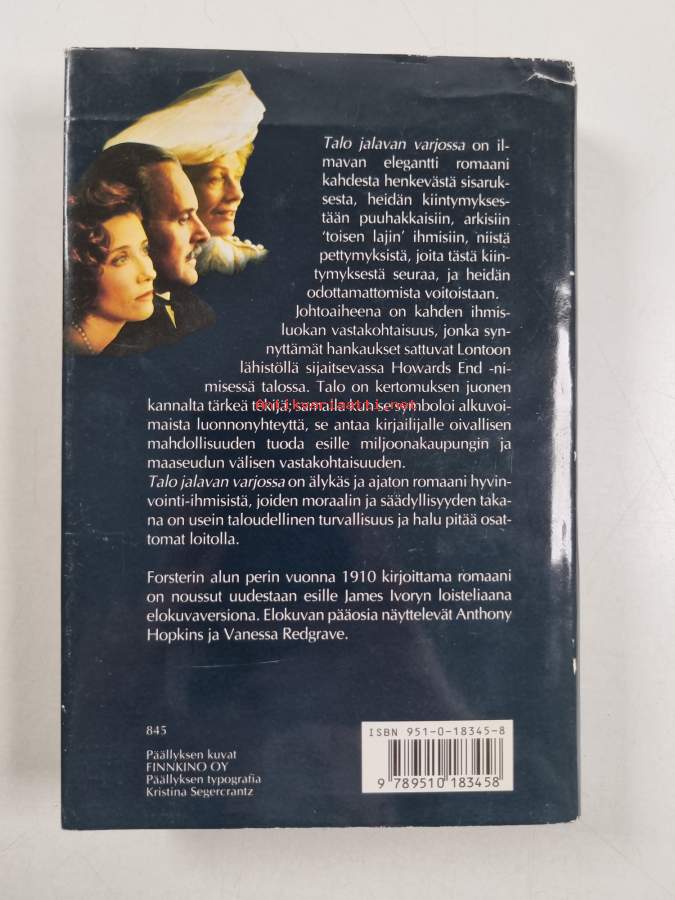 Talo jalavan varjossa on il-
mavan elegantti romaani
kahdesta henkevästä sisaruk-
sesta, heidän kiintymykses-
tään puuhakkaisiin, arkisiin
‘toisen lajin’ ihmisiin, niistä
pettymyksistä, joita tästä kiin-
tymyksestä seuraa, ja heidän
odottamattomista voitoistaan.
Johtoaiheena on kahden ihmis-
luokan vastakohtaisuus, jonka syn-
nyttämät hankaukset sattuvat Lontoon
lähistöllä sijaitsevassa Howards End -ni-
misessä talossa. Talo on kertomuksen juonen
kannalta tärkeä tekijä; samalla kun se symboloi alkuvoi-
maista luonnonyhteyttä, se antaa kirjailijalle oivallisen
mahdollisuuden tuoda esille miljoonakaupungin ja
maaseudun välisen vastakohtaisuuden.
Talo jalavan varjossa on älykäs ja ajaton romaani hyvin-
vointi-ihmisistä, joiden moraalin ja säädyllisyyden taka-
na on usein taloudellinen turvallisuus ja halu pitää osat-
tomat loitolla.
Forsterin alun perin vuonna 1910 kirjoittama romaani
on noussut uudestaan esille James Ivoryn loisteliaana
elokuvaversiona. Elokuvan pääosia näyttelevät Anthony
Hopkins ja Vanessa Redgrave.
845
Päällyksen kuvat
FINNKINO OY
Päällyksen typografia
Kristina Segercrantz
ISBN 951-0-18345-8
9 789510 183458